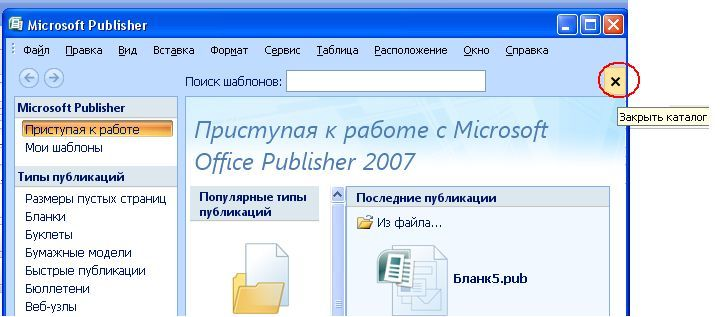 Microsoft Publisher
Файл Правка Вид Вставка Формат Сервис Таблица Расположение Окно Справка
Поиск шаблонов:
Закрыть каталог
Microsoft Publisher
Приступая к работе
Мои шаблоны
Типы публикаций
Размеры пустых страниц
Бланки
Буклеты
Бумажные модели
Быстрые публикации
Бюллетени
Веб-узлы
Приступая к работе с Microsoft
Office Publisher 2007
Популярные типы
публикаций
Последние публикации
Из файла...
Бланк5.pub